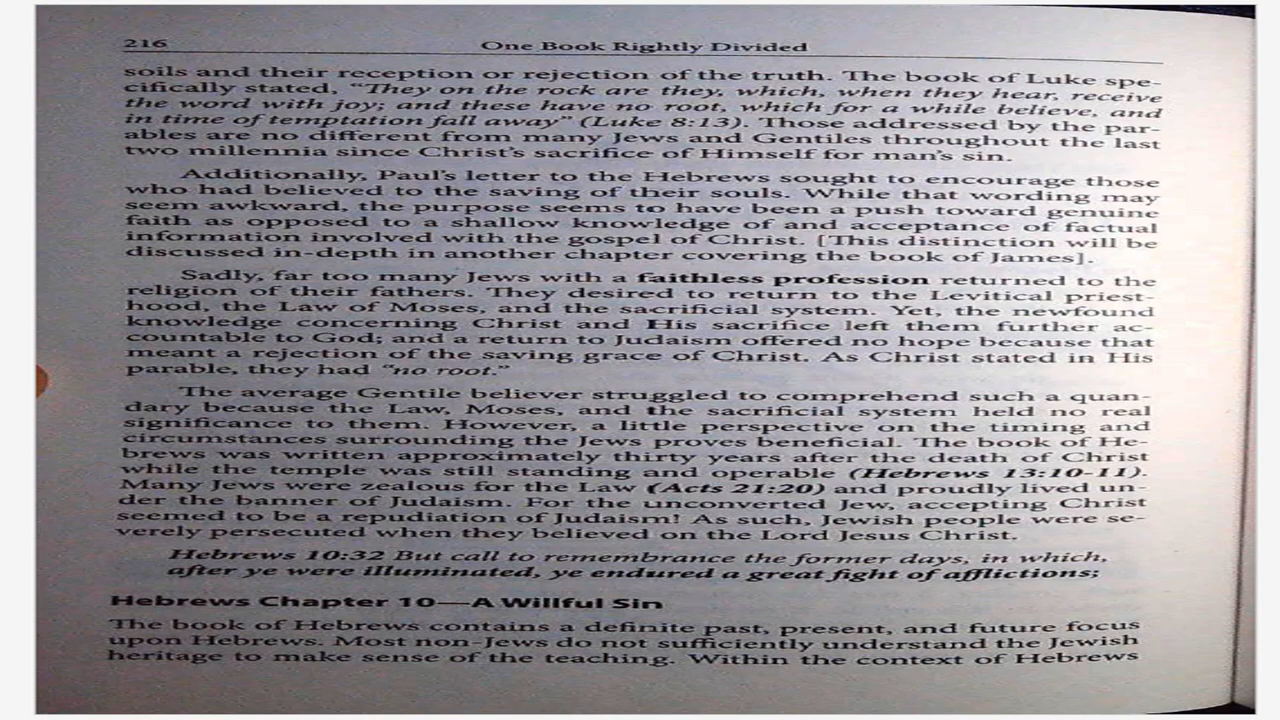 216
One Book Rightly Divided
soils and their reception or rejection of the truth. The book of Luke spe-
cifically stated, “They on the rock are they, which, when they hear, receive
the word with joy; and these have no root, which for a while believe, and
in time of temptation fall away” (Luke 8:13). Those addressed by the par-
ables are no different from many Jews and Gentiles throughout the last
two millennia since Christ’s sacrifice of Himself for man’s sin.
Additionally, Paul’s letter to the Hebrews sought to encourage those
who had believed to the saving of their souls. While that wording may
seem awkward, the purpose seems to have been a push toward genuine
faith as opposed to a shallow knowledge of and acceptance of factual
information involved with the gospel of Christ. [This distinction will be
discussed in-depth in another chapter covering the book of James].
Sadly, far too many Jews with a faithless profession returned to the
religion of their fathers. They desired to return to the Levitical priest-
hood, the Law of Moses, and the sacrificial system. Yet, the newfound
knowledge concerning Christ and His sacrifice left them further ac-
countable to God; and a return to Judaism offered no hope because that
meant a rejection of the saving grace of Christ. As Christ stated in His
parable, they had “no root.”
The average Gentile believer struggled to comprehend such a quan-
dary because the Law, Moses, and the sacrificial system held no real
significance to them. However, a little perspective on the timing and
circumstances surrounding the Jews proves beneficial. The book of He-
brews was written approximately thirty years after the death of Christ
while the temple was still standing and operable (Hebrews 13:10-11).
Many Jews were zealous for the Law (Acts 21:20) and proudly lived un-
der the banner of Judaism. For the unconverted Jew, accepting Christ
seemed to be a repudiation of Judaism! As such, Jewish people were se-
verely persecuted when they believed on the Lord Jesus Christ.
Hebrews 10:32 But call to remembrance the former days, in which,
after ye were illuminated, ye endured a great fight of afflictions;
Hebrews Chapter 10—A Willful Sin
The book of Hebrews contains a definite past, present, and future focus
upon Hebrews. Most non-Jews do not sufficiently understand the Jewish
heritage to make sense of the teaching. Within the context of Hebrews